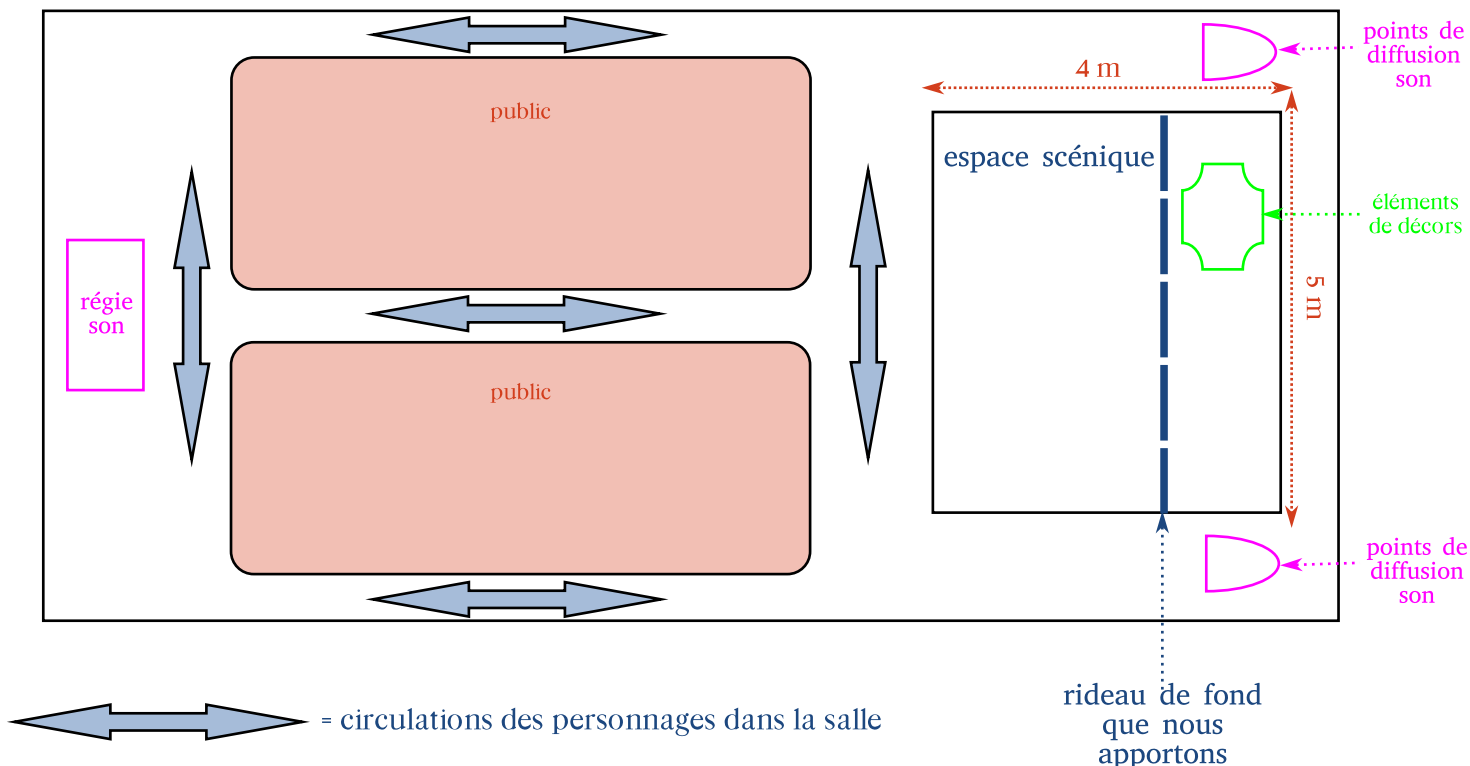 points de
diffusion
son
4 m
public
espace scénique
éléments
de décors
5 m
régie
son
public
points de
diffusion
son
rideau de fond
que nous
apportons
= circulations des personnages dans la salle